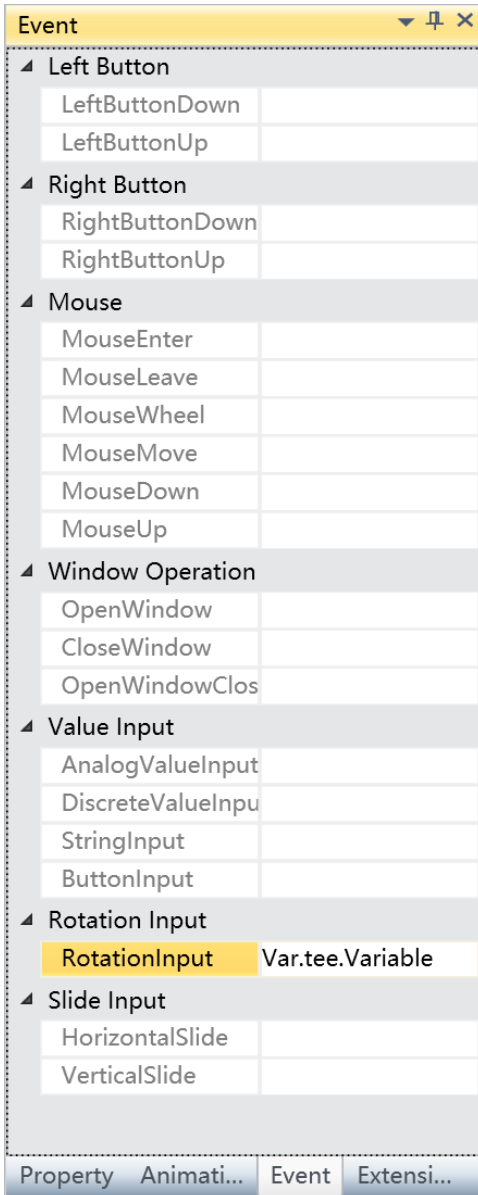 Event
Left Button
LeftButtonDown
LeftButtonUp
Right Button
RightButtonDown
RightButtonUp
Mouse
MouseEnter
MouseLeave
MouseWheel
MouseMove
MouseDown
MouseUp
Window Operation
OpenWindow
CloseWindow
OpenWindowClos
Value Input
AnalogValueInput
DiscreteValueInpu
StringInput
ButtonInput
Rotation Input
RotationInput Var.tee.Variable
Slide Input
HorizontalSlide
VerticalSlide
Property Animati... Event Extensi...